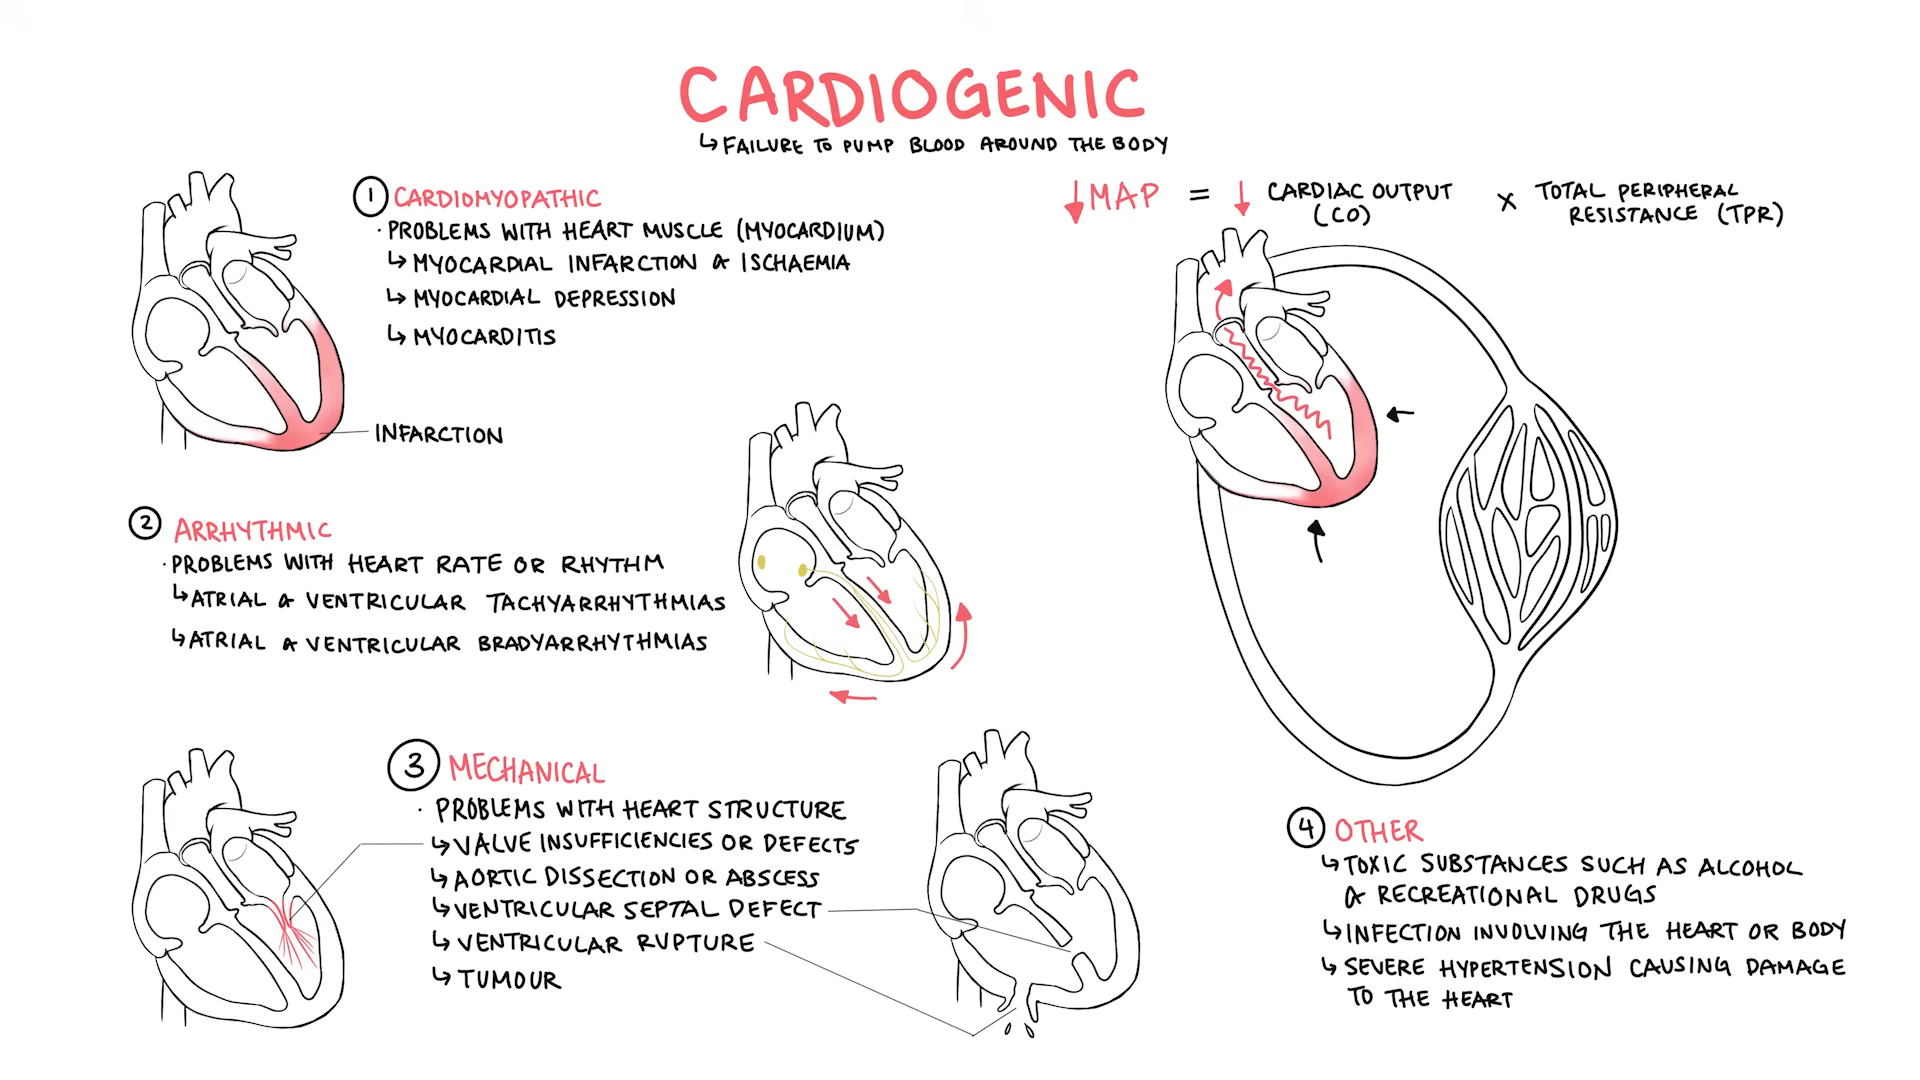 CARDIOGENIC
↳ FAILURE TO PUMP BLOOD AROUND THE BODY
1 CARDIOMYOPATHIC
· PROBLEMS WITH HEART MUSCLE (MYOCARDIUM)
↳ MYOCARDIAL INFARCTION & ISCHAEMIA
↳ MYOCARDIAL DEPRESSION
↳ MYOCARDITIS
INFARCTION
↓ MAP = ↓ CARDIAC OUTPUT (CO) × TOTAL PERIPHERAL RESISTANCE (TPR)
2 ARRHYTHMIC
· PROBLEMS WITH HEART RATE OR RHYTHM
↳ ATRIAL & VENTRICULAR TACHYARRHYTHMIAS
↳ ATRIAL & VENTRICULAR BRADYARRHYTHMIAS
3 MECHANICAL
· PROBLEMS WITH HEART STRUCTURE
↳ VALVE INSUFFICIENCIES OR DEFECTS
↳ AORTIC DISSECTION OR ABSCESS
↳ VENTRICULAR SEPTAL DEFECT
↳ VENTRICULAR RUPTURE
↳ TUMOUR
4 OTHER
↳ TOXIC SUBSTANCES SUCH AS ALCOHOL
& RECREATIONAL DRUGS
↳ INFECTION INVOLVING THE HEART OR BODY
↳ SEVERE HYPERTENSION CAUSING DAMAGE
TO THE HEART